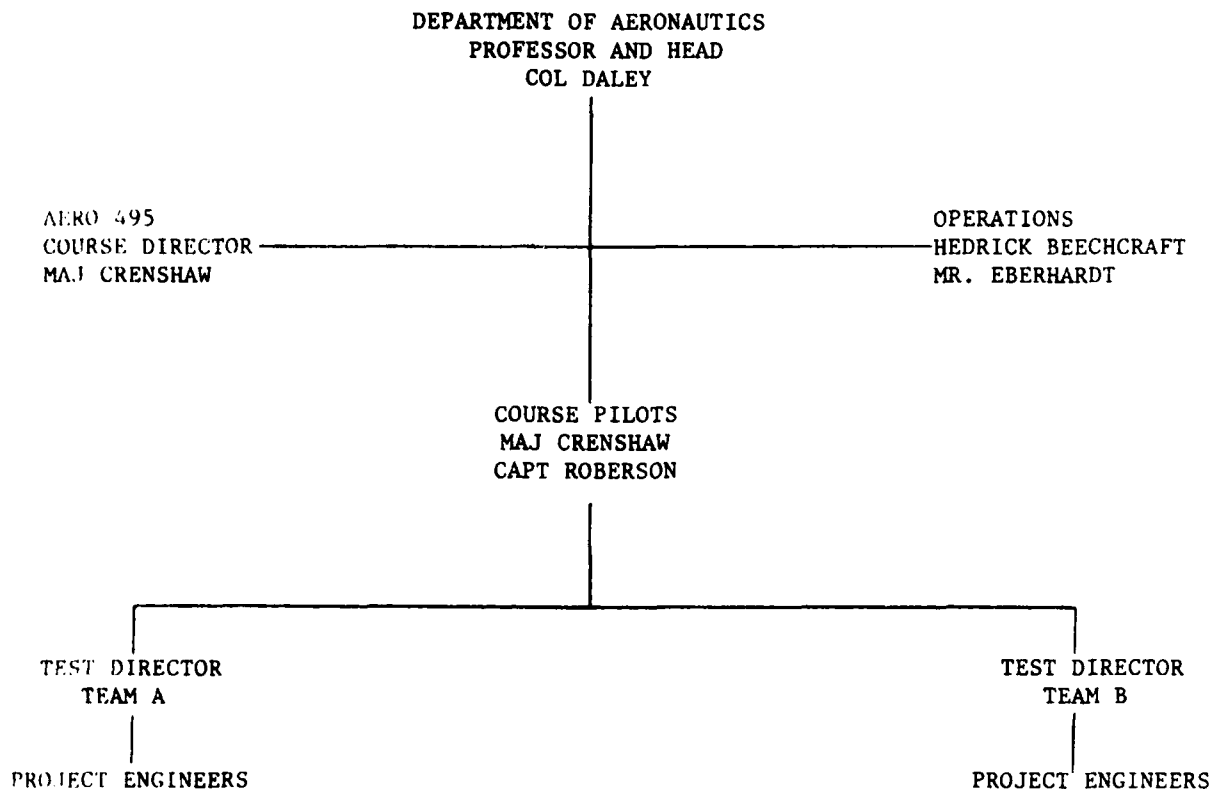 DEPARTMENT OF AERONAUTICS
PROFESSOR AND HEAD
COL DALEY
AERO 495
COURSE DIRECTOR
MAJ CRENSHAW
OPERATIONS
HEDRICK BEECHCRAFT
MR. EBERHARDT
COURSE PILOTS
MAJ CRENSHAW
CAPT ROBERSON
TEST DIRECTOR
TEAM A
PROJECT ENGINEERS
TEST DIRECTOR
TEAM B
PROJECT ENGINEERS